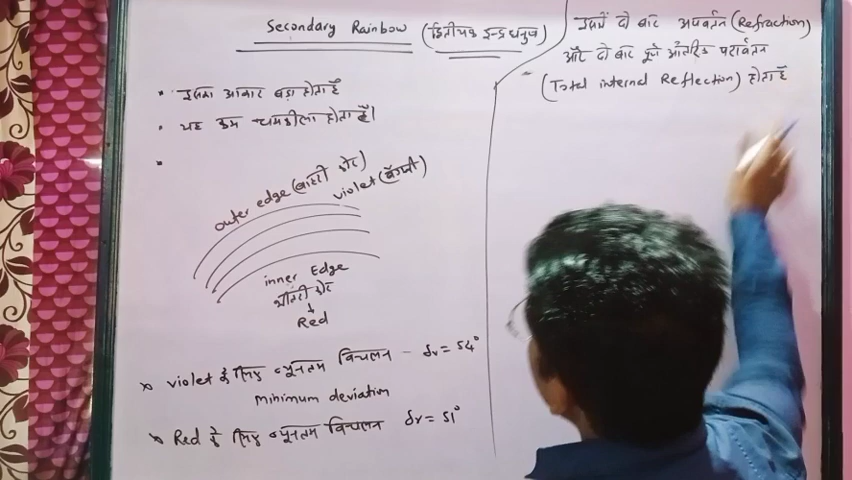 Secondary Rainbow (द्वितीयक इन्द्रधनुष)
• इसका आकार बड़ा होता है
• यह कम चमकीला होता है।
outer edge (बाहरी कोर)
violet (बैंगनी)
inner Edge
भीतरी कोर
↓
Red
violet के लिए न्यूनतम विचलन - δv = 54°
minimum deviation
Red के लिए न्यूनतम विचलन δr = 51°
इसमें दो बार अपवर्तन (Refraction)
और दो बार पूर्ण आंतरिक परावर्तन
(Total internal Reflection) होता है